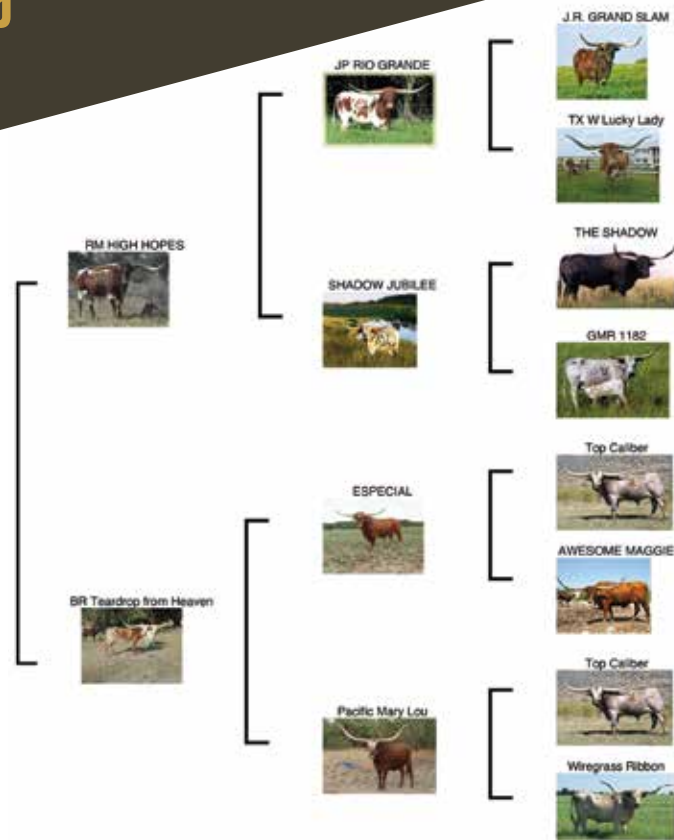 J.R. GRAND SLAM
JP RIO GRANDE
TX W Lucky Lady
RM HIGH HOPES
THE SHADOW
SHADOW JUBILEE
GMR 1182
Top Caliber
ESPECIAL
AWESOME MAGGIE
BR Teardrop from Heaven
Top Caliber
Pacific Mary Lou
Wiregrass Ribbon